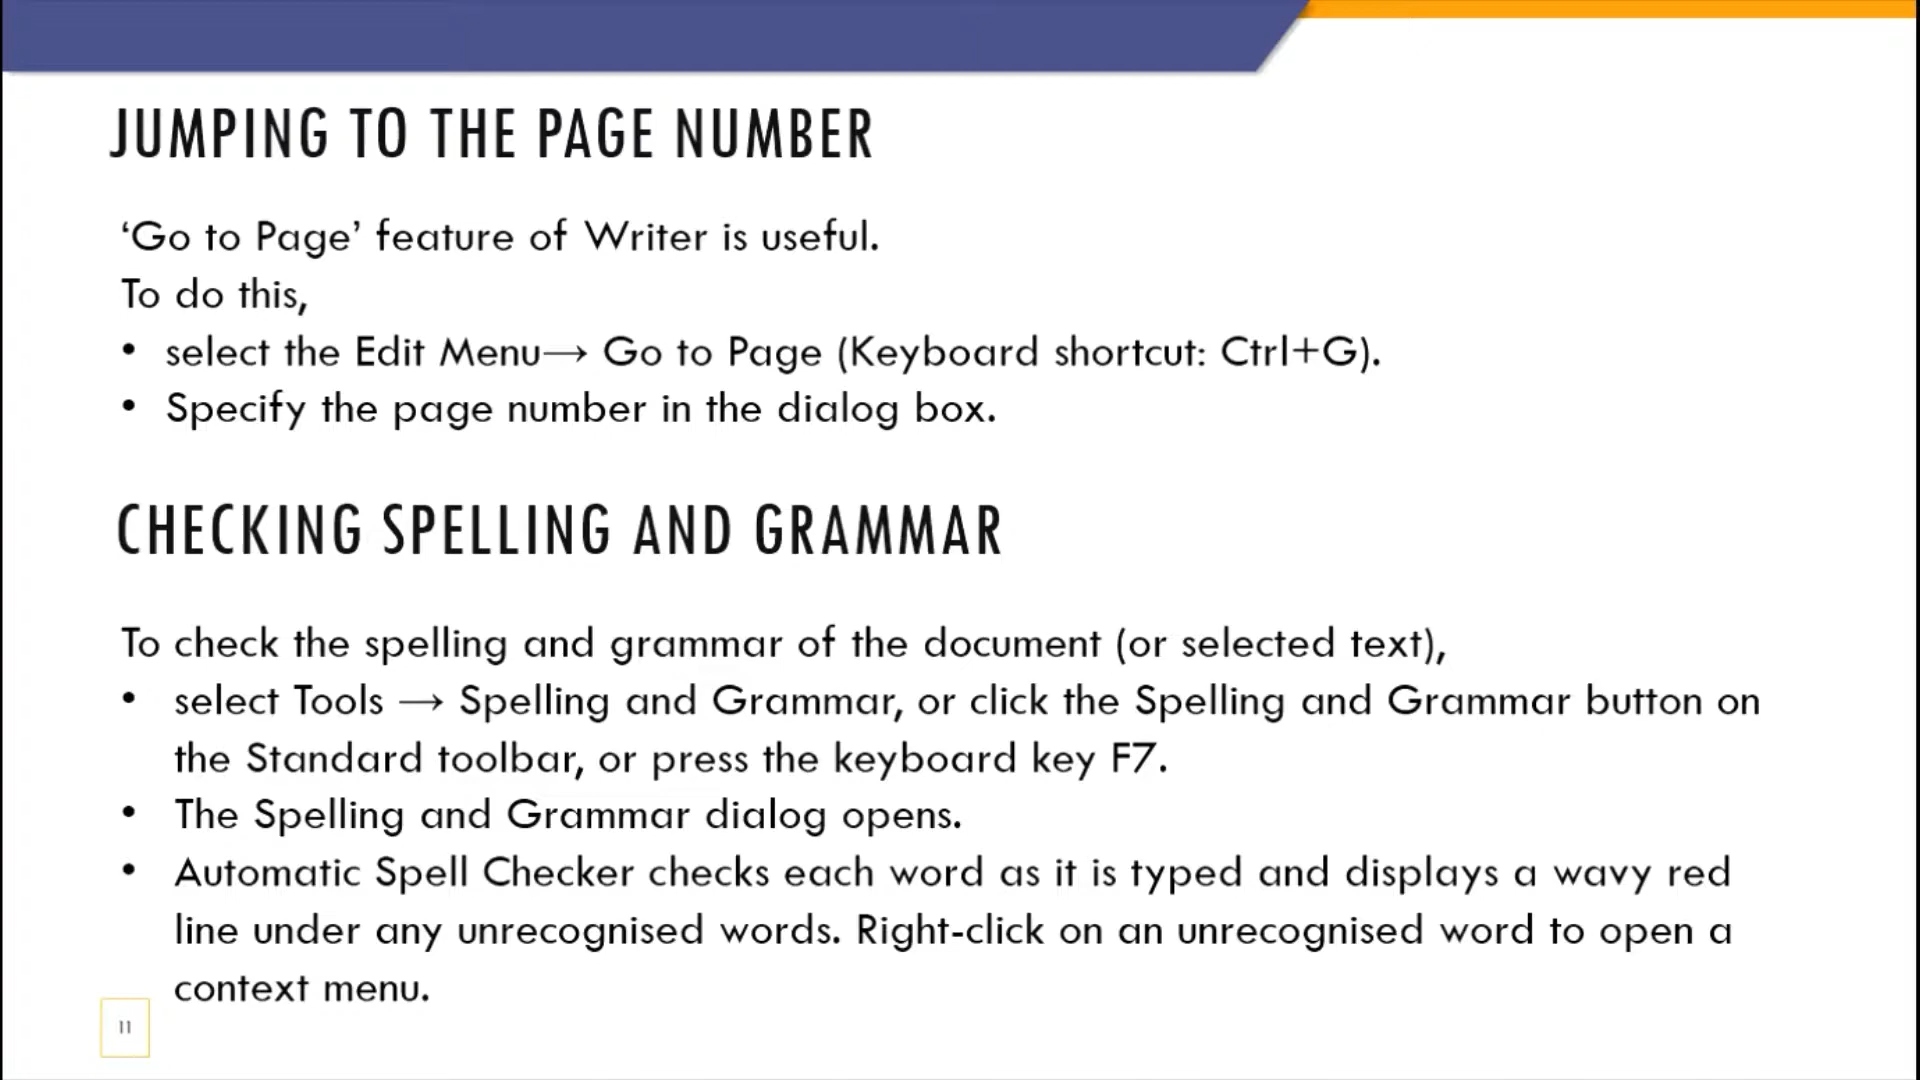 JUMPING TO THE PAGE NUMBER
‘Go to Page’ feature of Writer is useful.
To do this,
• select the Edit Menu→ Go to Page (Keyboard shortcut: Ctrl+G).
• Specify the page number in the dialog box.
CHECKING SPELLING AND GRAMMAR
To check the spelling and grammar of the document (or selected text),
• select Tools → Spelling and Grammar, or click the Spelling and Grammar button on
the Standard toolbar, or press the keyboard key F7.
• The Spelling and Grammar dialog opens.
• Automatic Spell Checker checks each word as it is typed and displays a wavy red
line under any unrecognised words. Right-click on an unrecognised word to open a
context menu.
11